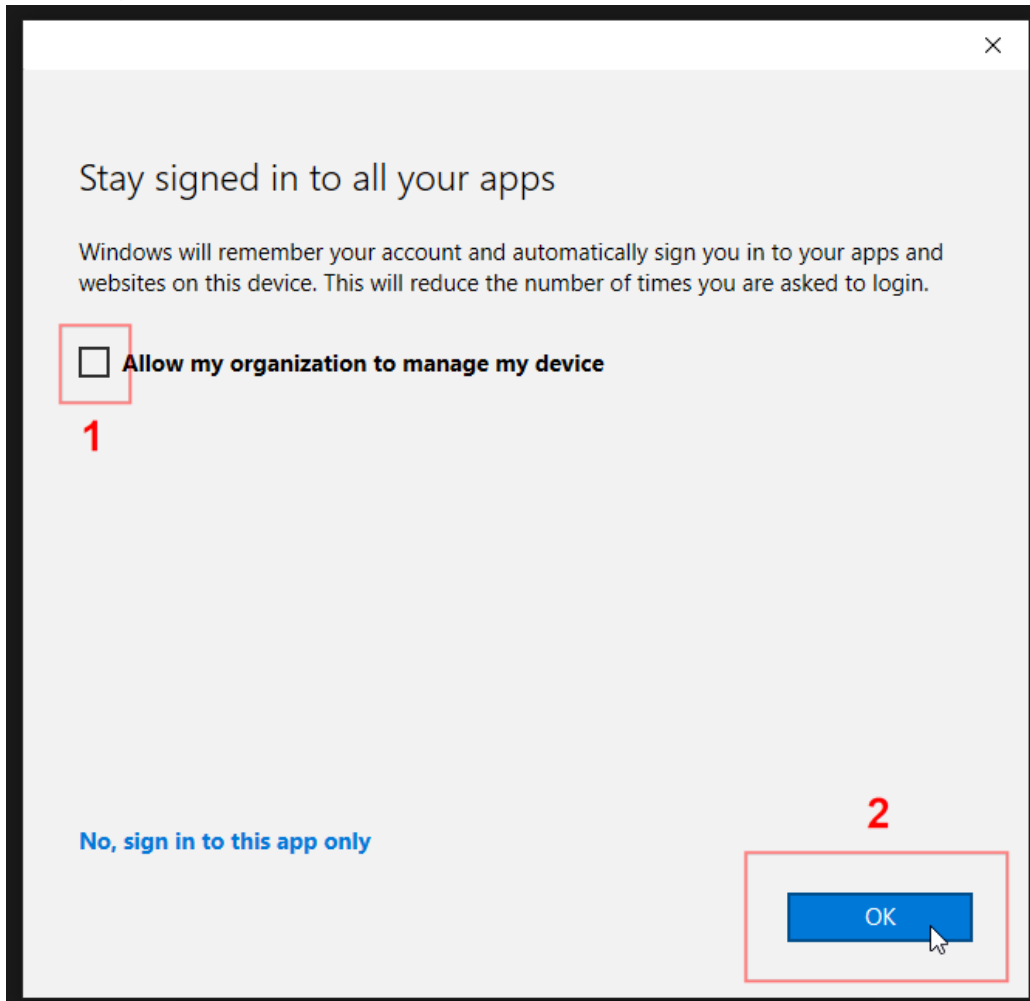 Stay signed in to all your apps
Windows will remember your account and automatically sign you in to your apps and
websites on this device. This will reduce the number of times you are asked to login.
Allow my organization to manage my device
1
No, sign in to this app only
2
OK